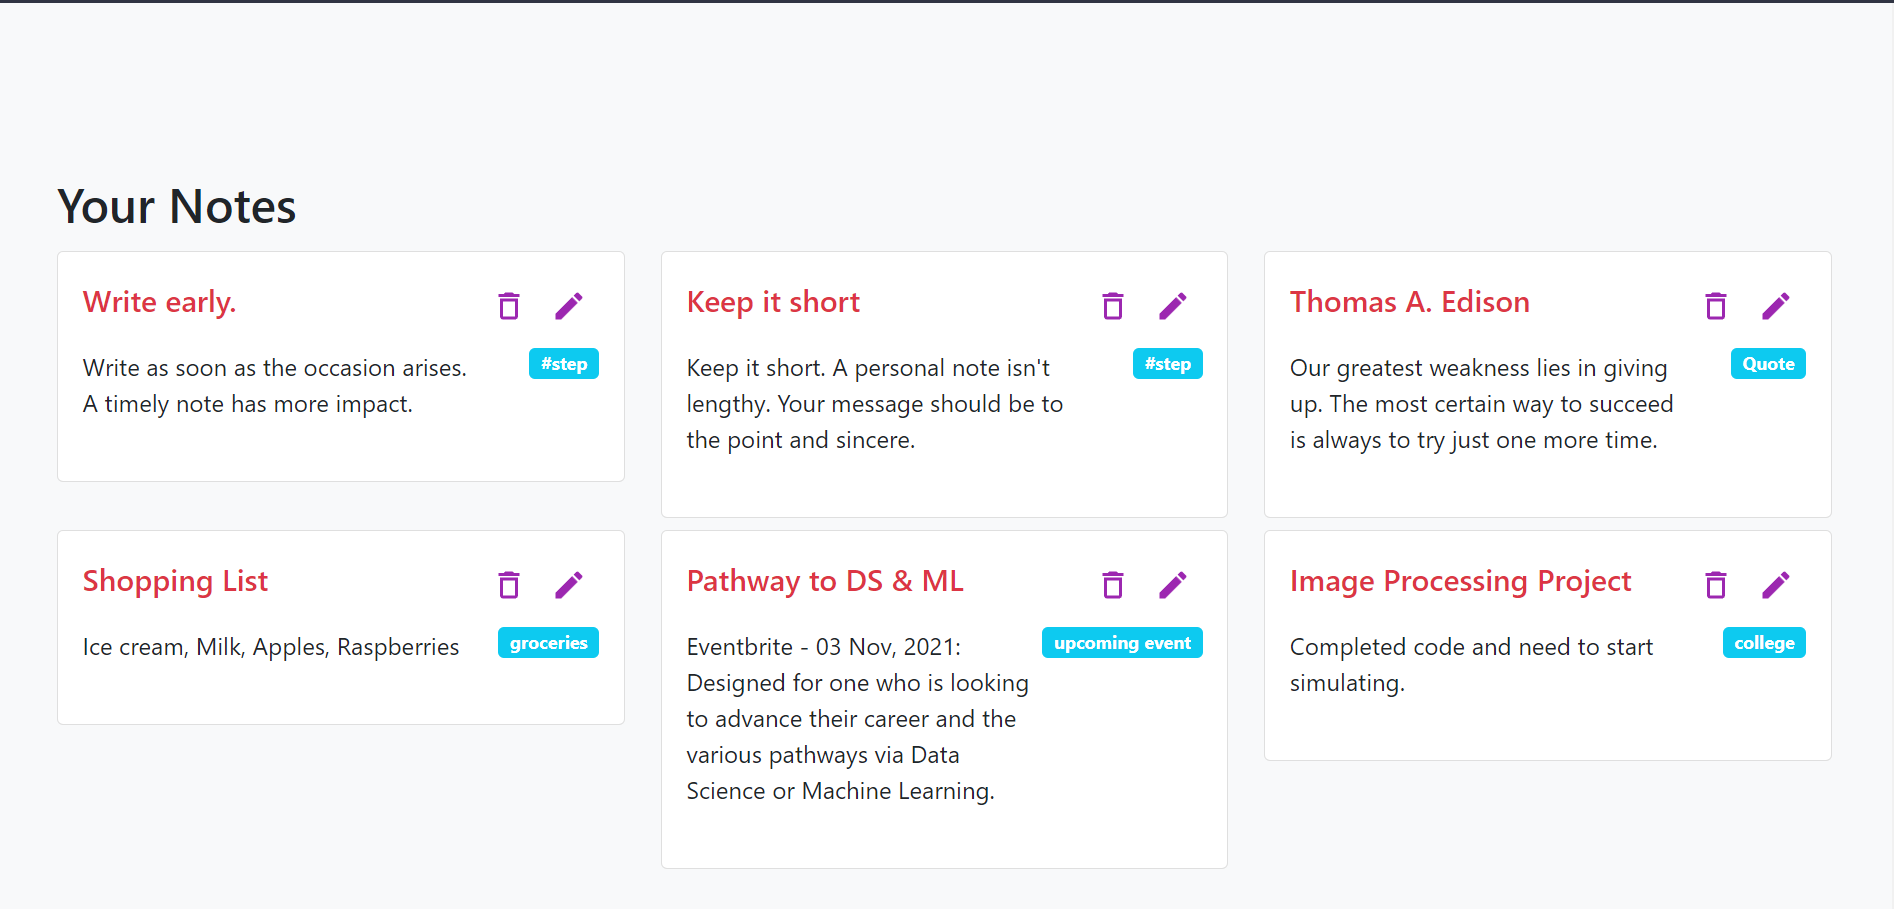 Your Notes
Write early.
Write as soon as the occasion arises.
A timely note has more impact.
#step
Keep it short
Keep it short. A personal note isn't
lengthy. Your message should be to
the point and sincere.
#step
Thomas A. Edison
Our greatest weakness lies in giving
up. The most certain way to succeed
is always to try just one more time.
Quote
Shopping List
Ice cream, Milk, Apples, Raspberries
groceries
Pathway to DS & ML
Eventbrite - 03 Nov, 2021:
Designed for one who is looking
to advance their career and the
various pathways via Data
Science or Machine Learning.
upcoming event
Image Processing Project
Completed code and need to start
simulating.
college